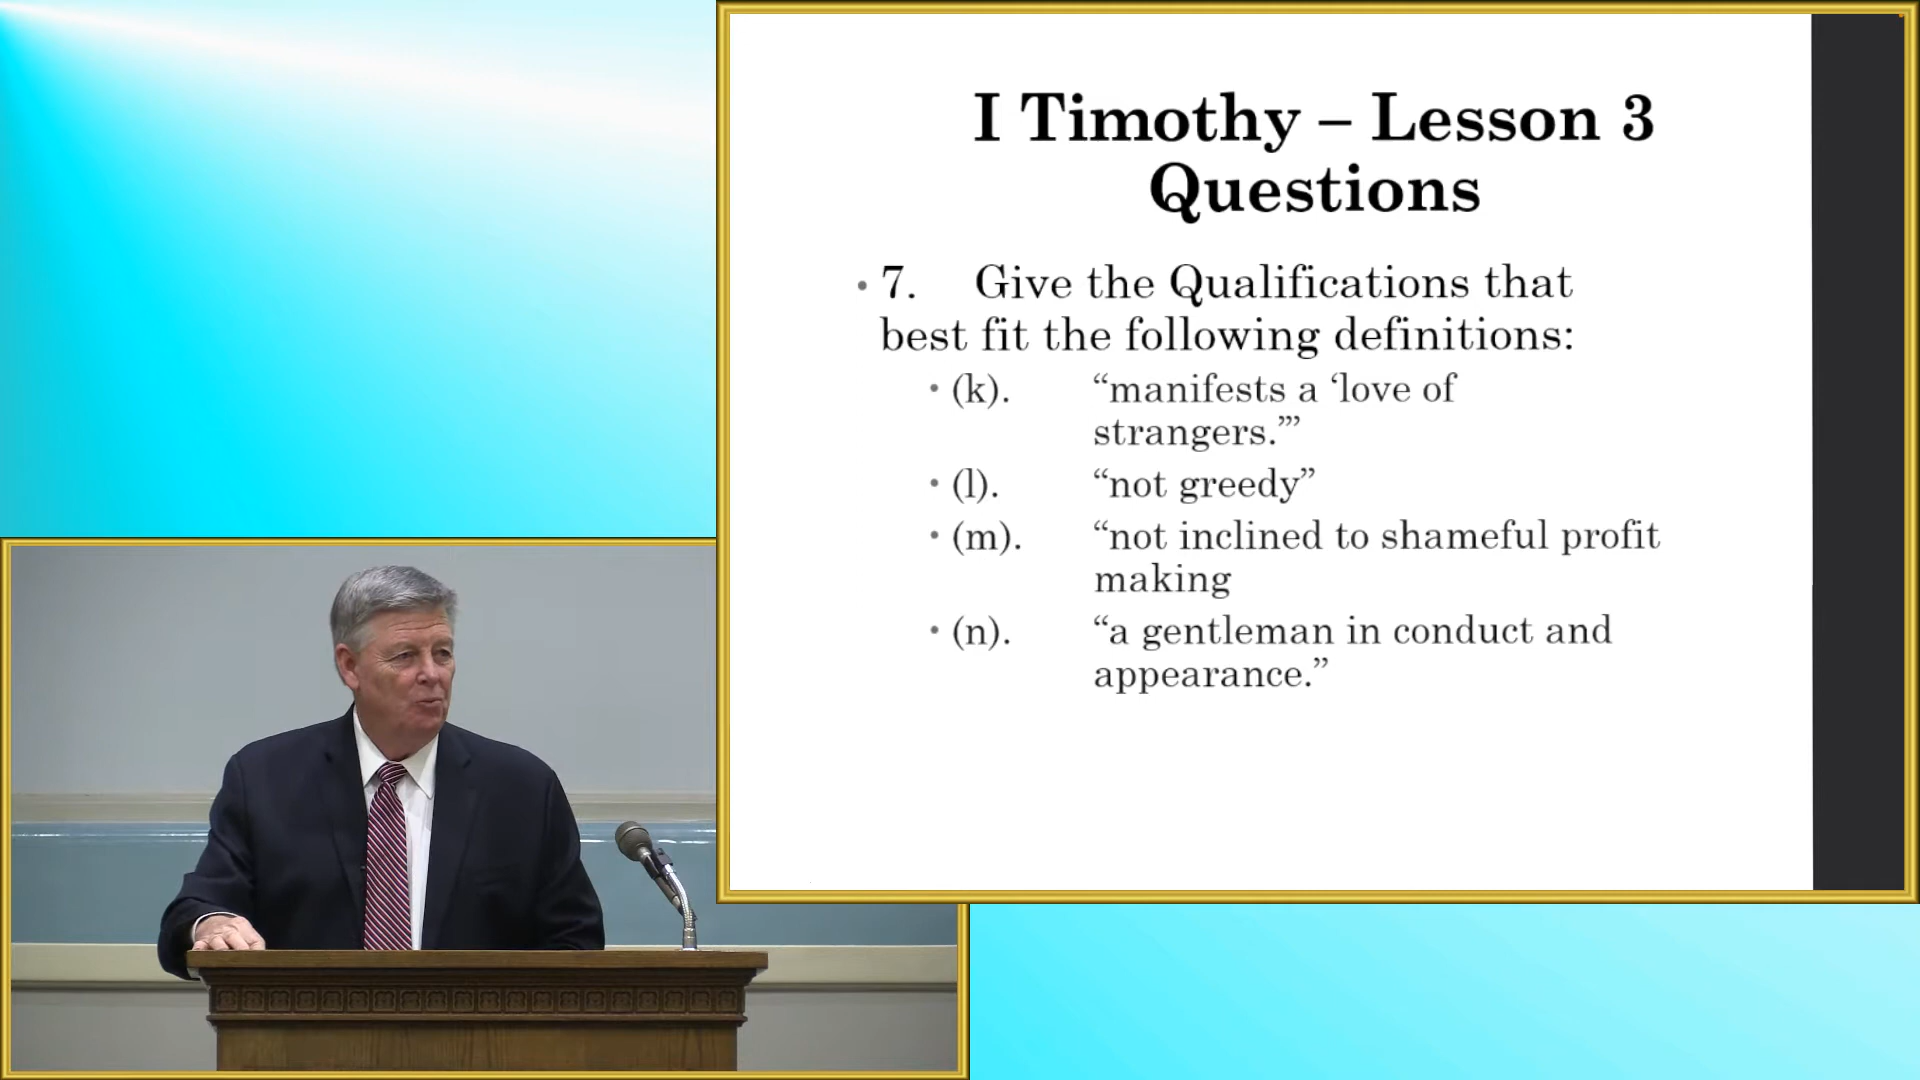 I Timothy – Lesson 3
Questions
• 7. Give the Qualifications that
best fit the following definitions:
• (k). “manifests a ‘love of
strangers.’”
• (l). “not greedy”
• (m). “not inclined to shameful profit
making
• (n). “a gentleman in conduct and
appearance.”